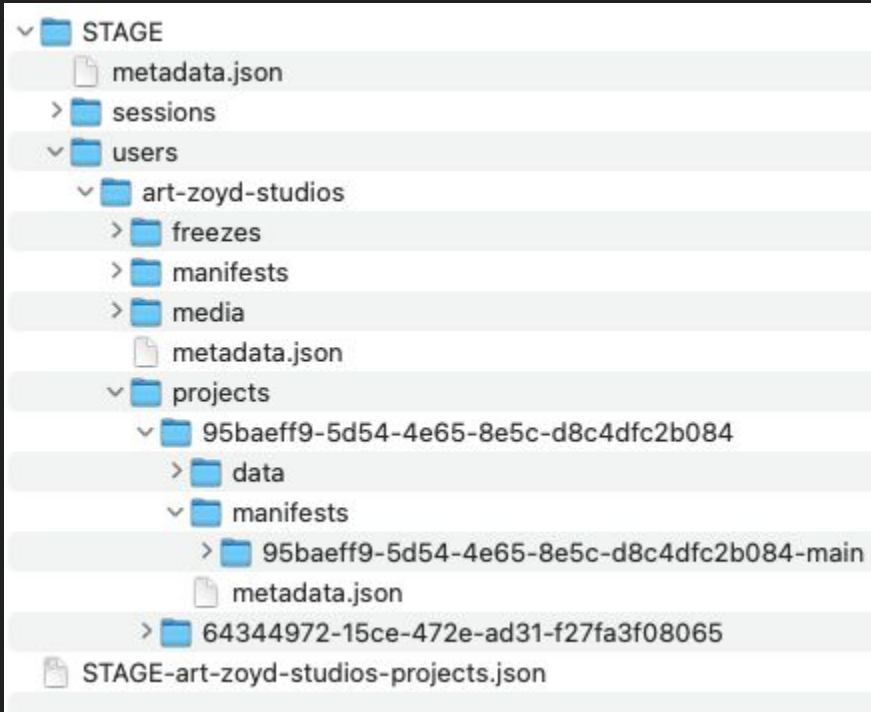 STAGE
metadata.json
sessions
users
art-zoyd-studios
freezes
manifests
media
metadata.json
projects
95baeff9-5d54-4e65-8e5c-d8c4dfc2b084
data
manifests
95baeff9-5d54-4e65-8e5c-d8c4dfc2b084-main
metadata.json
64344972-15ce-472e-ad31-f27fa3f08065
STAGE-art-zoyd-studios-projects.json